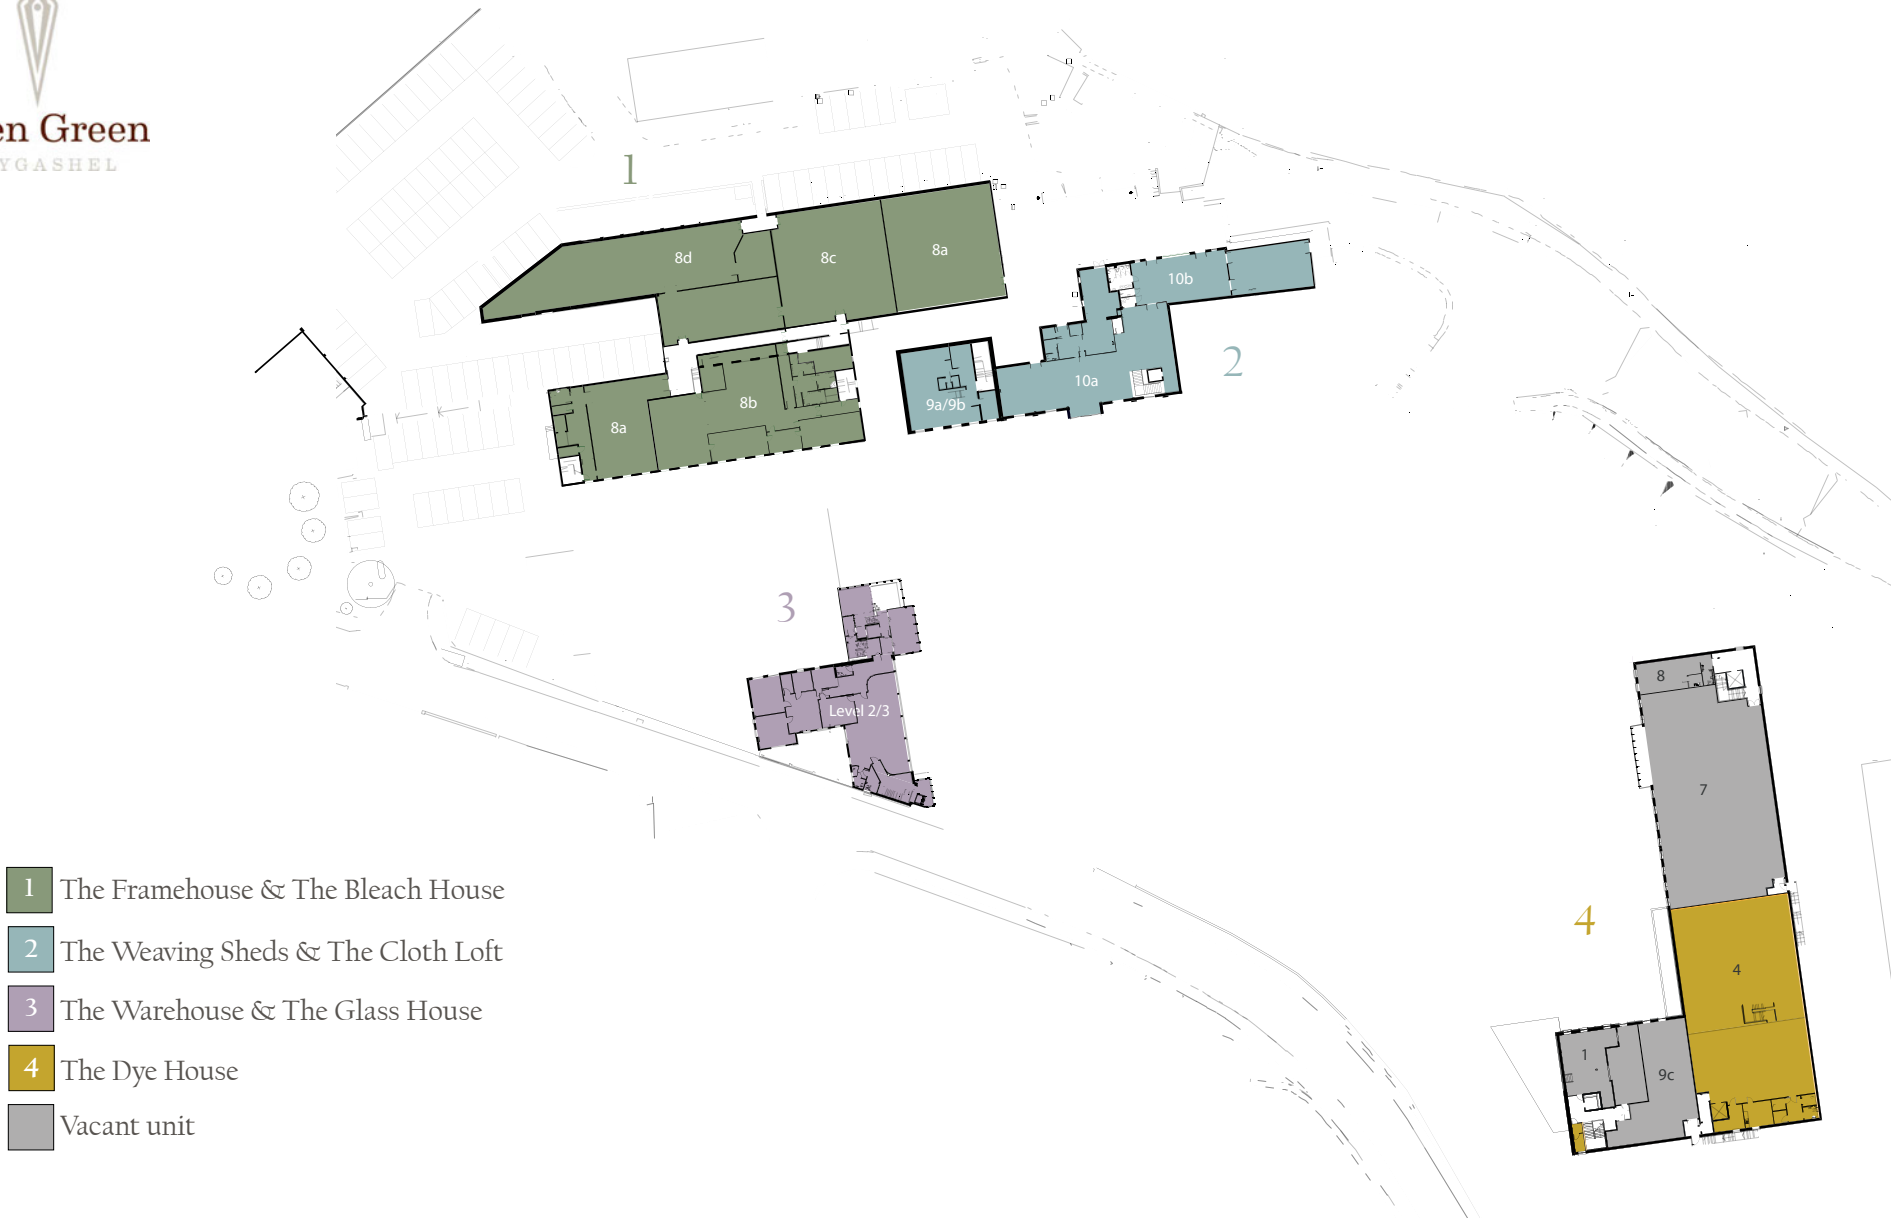 en Green
YGASHEL
1
8d
8c
8a
10b
2
10a
9a/9b
8b
8a
3
Level 2/3
8
7
4
4
1
9c
1 The Framehouse & The Bleach House
2 The Weaving Sheds & The Cloth Loft
3 The Warehouse & The Glass House
4 The Dye House
Vacant unit